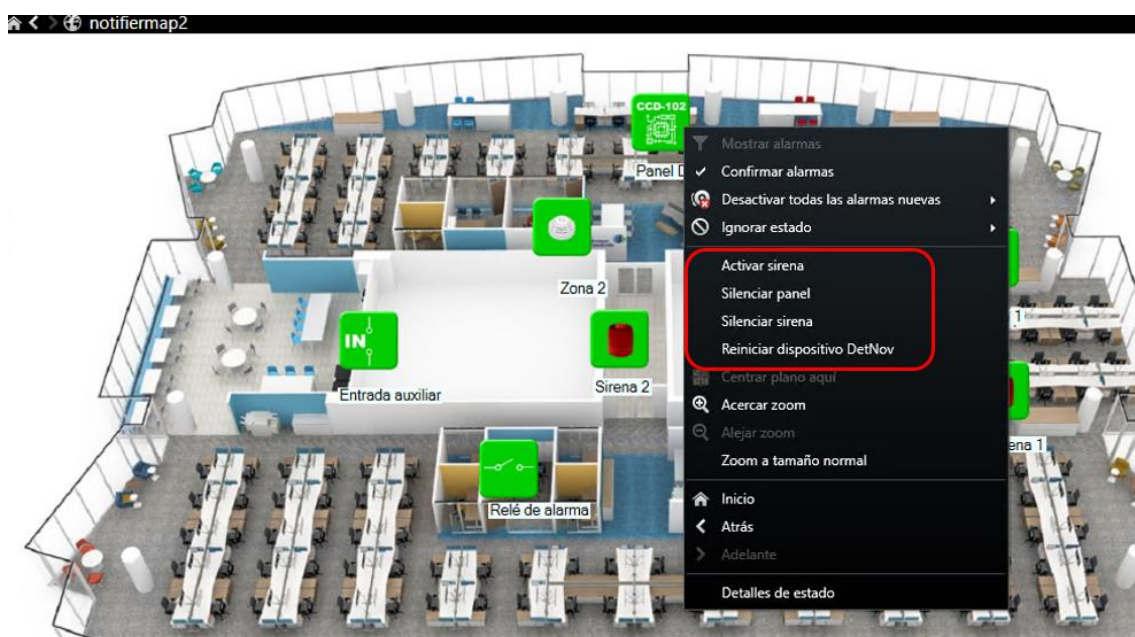 notifiermap2
CCD-102
Panel
Mostrar alarmas
Confirmar alarmas
Desactivar todas las alarmas nuevas
Ignorar estado
Activar sirena
Silenciar panel
Silenciar sirena
Reiniciar dispositivo DetNov
Centrar plano aquí
Acercar zoom
Alejar zoom
Zoom a tamaño normal
Inicio
Atrás
Adelante
Detalles de estado
Zona 2
1
IN
Entrada auxiliar
Sirena 2
ena 1
Relé de alarma